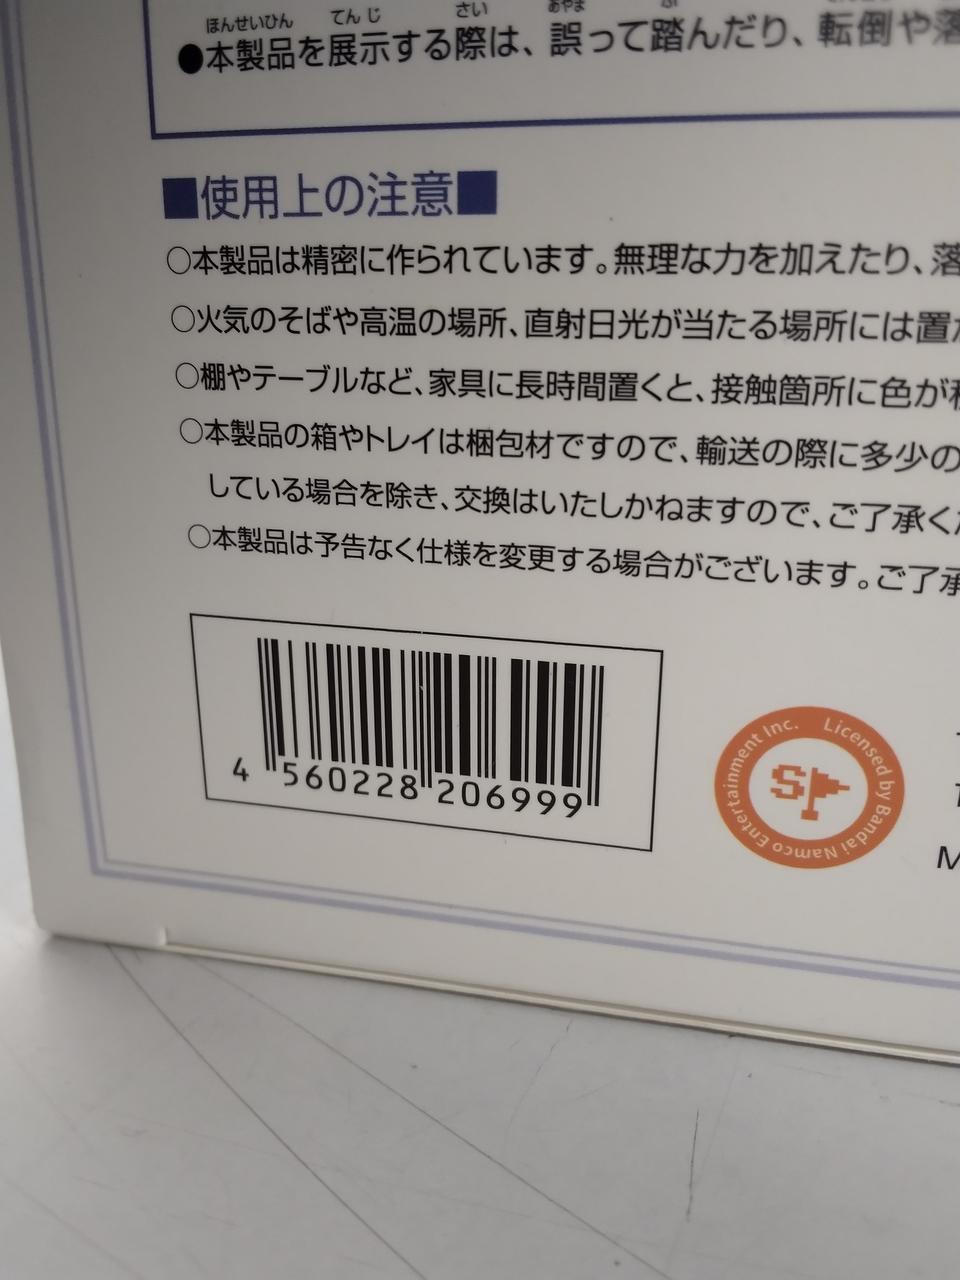 ほんせいひん てんじ さい あやま
●本製品を展示する際は、誤って踏んだり、転倒や落
■使用上の注意■
○本製品は精密に作られています。無理な力を加えたり、落
○火気のそばや高温の場所、直射日光が当たる場所には置
○棚やテーブルなど、家具に長時間置くと、接触箇所に色が移
○本製品の箱やトレイは梱包材ですので、輸送の際に多少の
している場合を除き、交換はいたしかねますので、ご了承くだ
○本製品は予告なく仕様を変更する場合がございます。ご了承
4 560228 206999
Licensed by Bandai Namco Entertainment Inc.
M